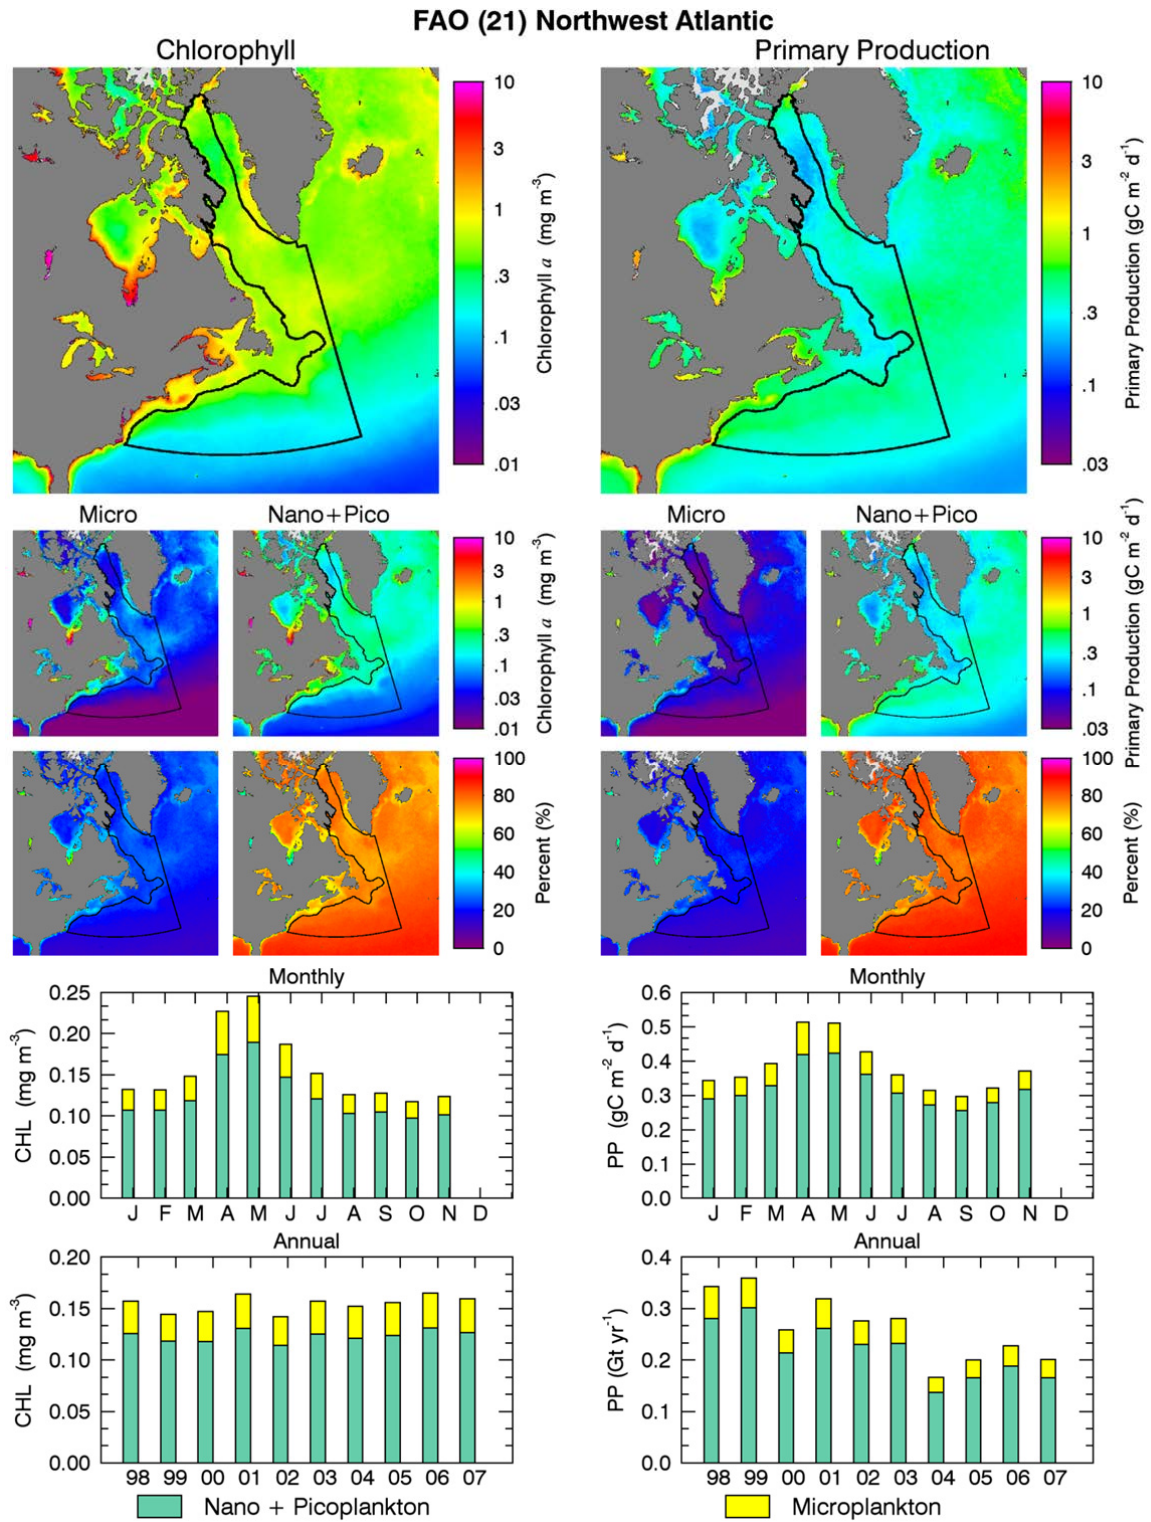 FAO (21) Northwest Atlantic
Chlorophyll
Primary Production
10
3
1
.3
.1
.03
.01
Chlorophyll a (mg m-3)
10
3
1
.3
.1
.03
Primary Production (gC m-2 d-1)
Micro
Nano+Pico
Micro
Nano+Pico
10
3
1
.3
.1
.03
.01
Chlorophyll a (mg m-3)
10
3
1
.3
.1
.03
Primary Production (gC m-2 d-1)
100
80
60
40
20
0
Percent (%)
100
80
60
40
20
0
Percent (%)
Monthly
0.25
0.20
0.15
0.10
0.05
0.00
CHL (mg m-3)
J F M A M J J A S O N D
Monthly
0.6
0.5
0.4
0.3
0.2
0.1
0.0
PP (gC m-2 d-1)
J F M A M J J A S O N D
Annual
0.20
0.15
0.10
0.05
0.00
CHL (mg m-3)
98 99 00 01 02 03 04 05 06 07
Annual
0.4
0.3
0.2
0.1
0.0
PP (Gt yr-1)
98 99 00 01 02 03 04 05 06 07
Nano + Picoplankton
Microplankton